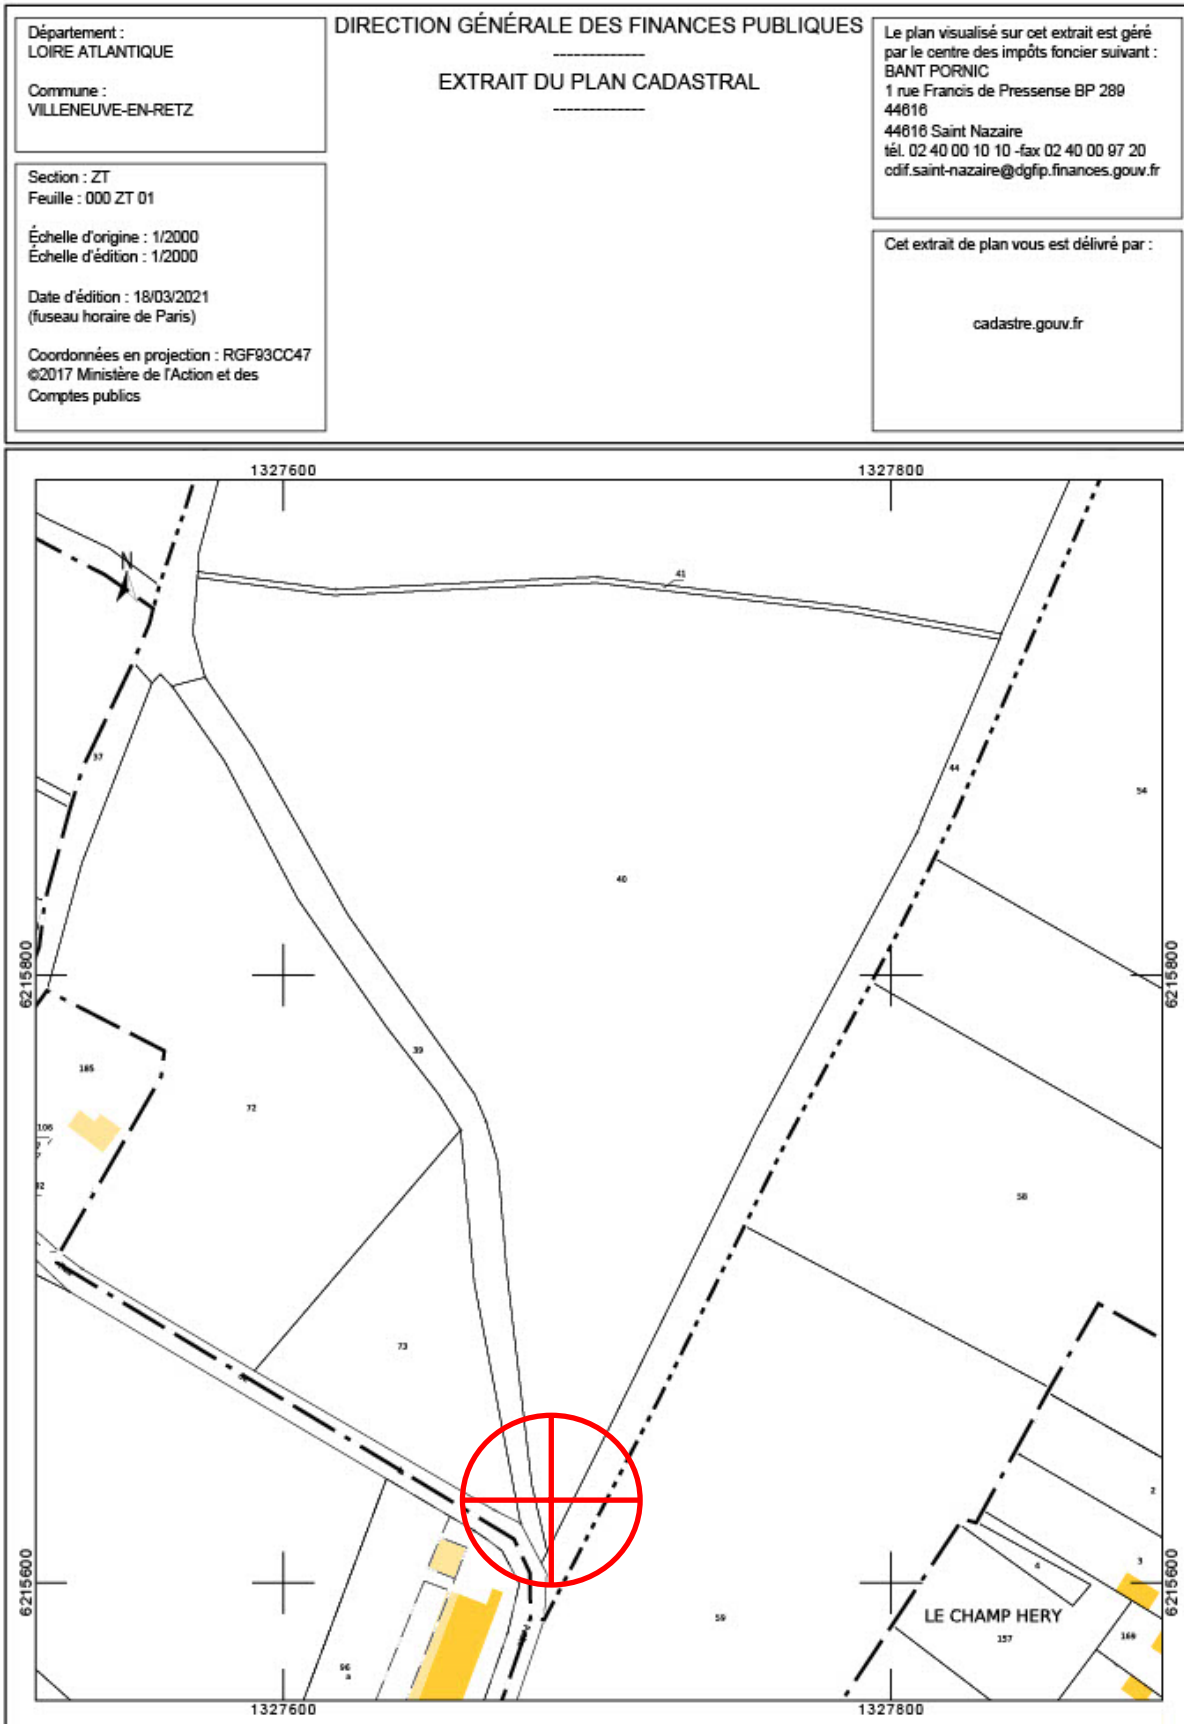 Département :
LOIRE ATLANTIQUE
Commune :
VILLENEUVE-EN-RETZ
Section : ZT
Feuille : 000 ZT 01
Échelle d'origine : 1/2000
Échelle d'édition : 1/2000
Date d'édition : 18/03/2021
(fuseau horaire de Paris)
Coordonnées en projection : RGF93CC47
©2017 Ministère de l'Action et des
Comptes publics
DIRECTION GÉNÉRALE DES FINANCES PUBLIQUES
-------------
EXTRAIT DU PLAN CADASTRAL
-------------
Le plan visualisé sur cet extrait est géré
par le centre des impôts foncier suivant :
BANT PORNIC
1 rue Francis de Pressense BP 289
44616
44616 Saint Nazaire
tél. 02 40 00 10 10 -fax 02 40 00 97 20
cdif.saint-nazaire@dgfip.finances.gouv.fr
Cet extrait de plan vous est délivré par :
cadastre.gouv.fr
1327600
1327800
N
41
37
44
54
40
6215800
6215800
39
185
72
106
92
58
73
2
3
4
6215600
6215600
LE CHAMP HERY
59
157
169
96
a
1327600
1327800